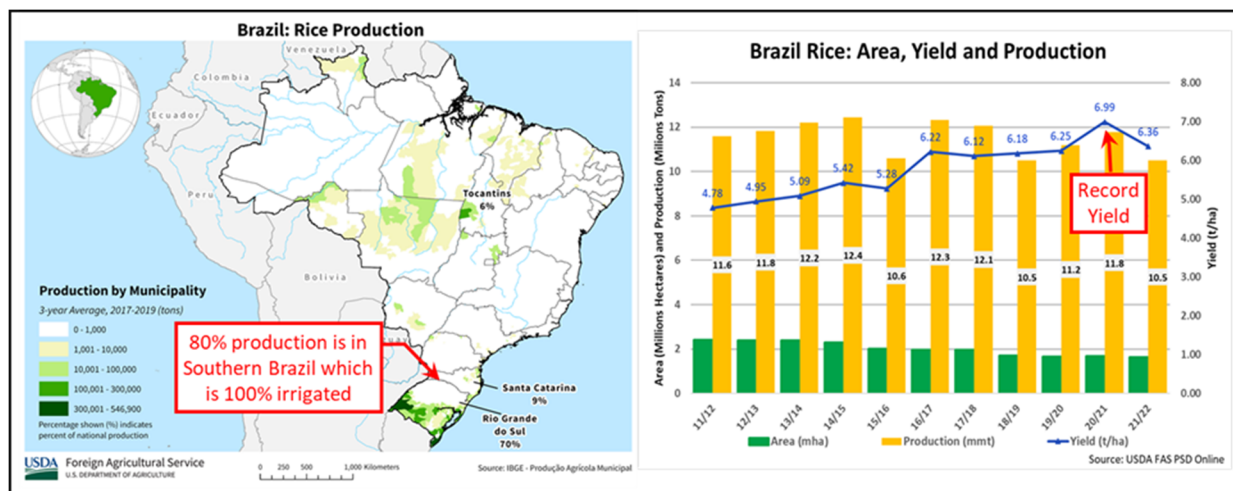 Brazil: Rice Production
Venezuela
Colombia
Ecuador
Peru
Bolivia
Tocantins
6%
Production by Municipality
3-year Average, 2017-2019 (tons)
0 - 1,000
1,001 - 10,000
10,001 - 100,000
100,001 - 300,000
300,001 - 546,900
Percentage shown (%) indicates
percent of national production
80% production is in
Southern Brazil which
is 100% irrigated
Santa Catarina
9%
Rio Grande
do Sul
70%
USDA Foreign Agricultural Service
U.S. DEPARTMENT OF AGRICULTURE
0 250 500 1,000 Kilometers
Source: IBGE - Produção Agrícola Municipal
Brazil Rice: Area, Yield and Production
Area (Millions Hectares) and Production (Millions Tons)
14
12
10
8
6
4
2
0
8.00
7.00
6.00
5.00
4.00
3.00
2.00
1.00
0.00
Yield (t/ha)
4.78 4.95 5.09 5.42 5.28 6.22 6.12 6.18 6.25 6.99 6.36
Record
Yield
11.6 11.8 12.2 12.4 10.6 12.3 12.1 10.5 11.2 11.8 10.5
11/12 12/13 13/14 14/15 15/16 16/17 17/18 18/19 19/20 20/21 21/22
Area (mha) Production (mmt) Yield (t/ha)
Source: USDA FAS PSD Online